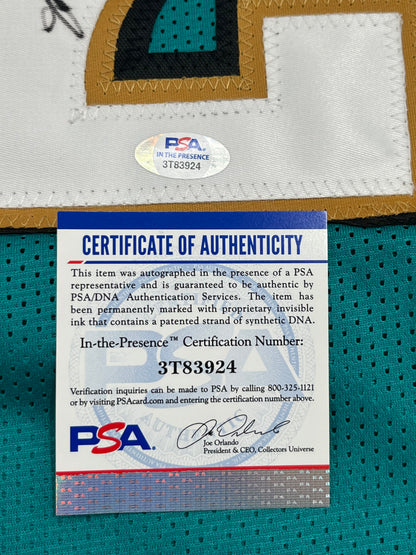 PSA
IN THE PRESENCE
3T83924
CERTIFICATE OF AUTHENTICITY
This item was autographed in the presence of a PSA
representative and is guaranteed to be authentic by
PSA/DNA Authentication Services. The item has
been permanently marked with proprietary invisible
ink that contains a patented strand of synthetic DNA.
In-the-Presence™ Certification Number:
3T83924
Verification inquiries can be made to PSA by calling 800-325-1121
or by visiting PSAcard.com and entering the certification number above.
PSA.
Joe Orlando
President & CEO, Collectors Universe